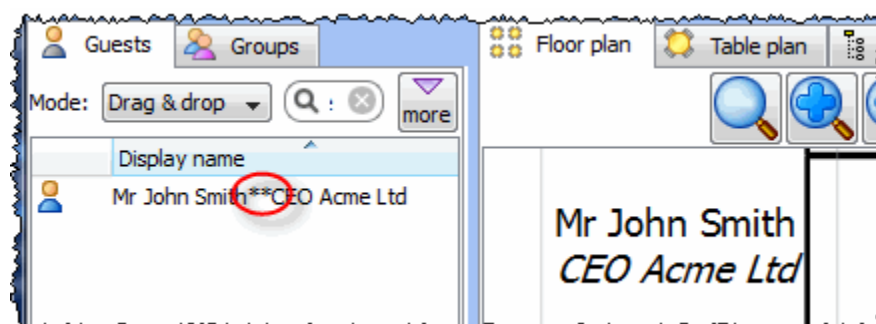 Guests Groups
Mode: Drag & drop : more
Display name
Mr John Smith**CEO Acme Ltd
Floor plan Table plan
Mr John Smith
CEO Acme Ltd